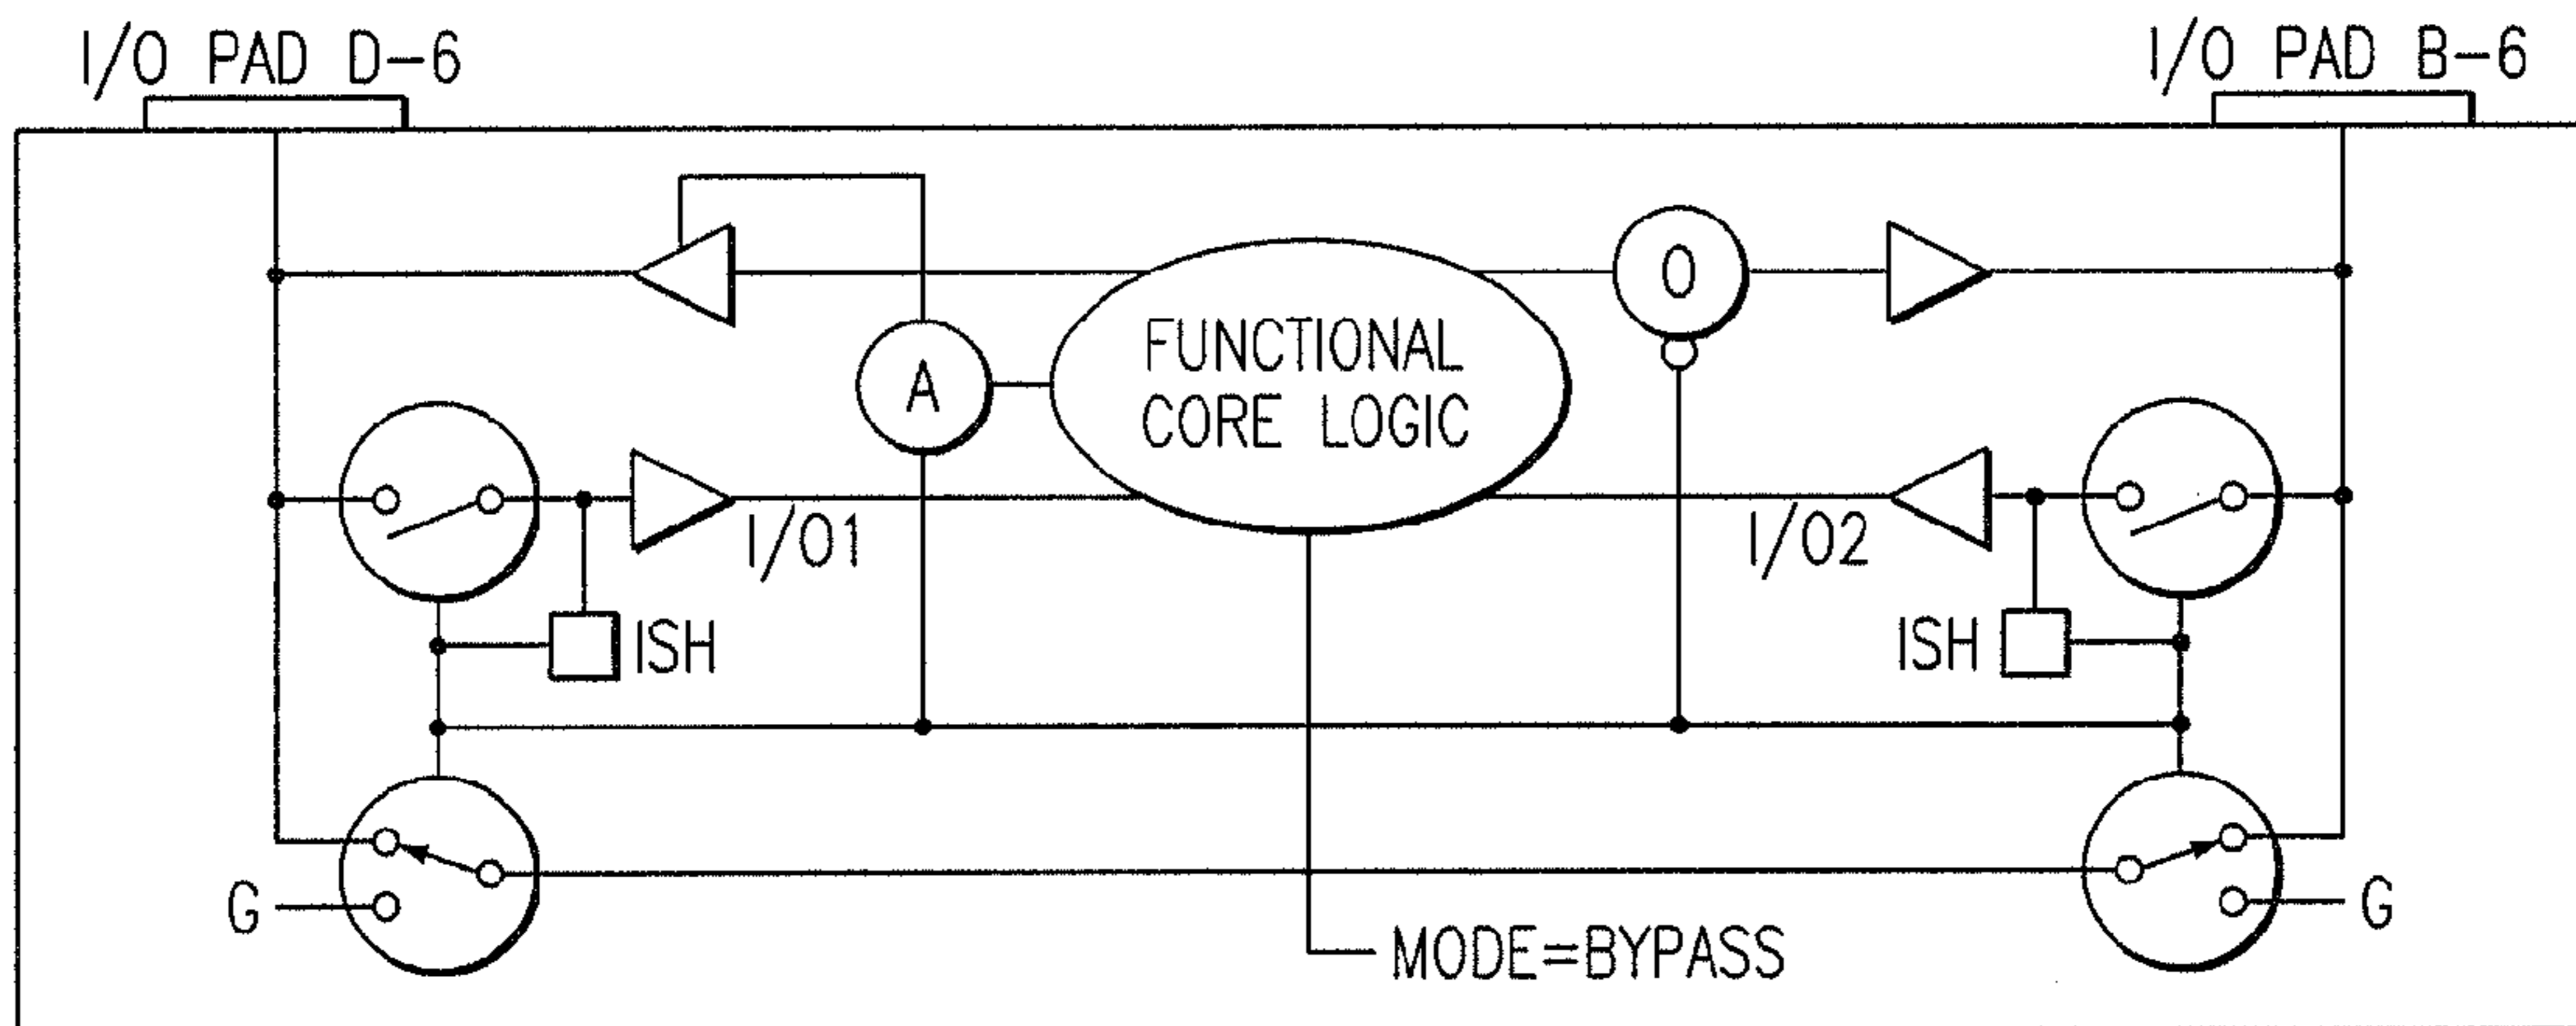 I/O PAD D-6
I/O PAD B-6
O
A
FUNCTIONAL
CORE LOGIC
I/O1
I/O2
ISH
ISH
G
G
MODE=BYPASS